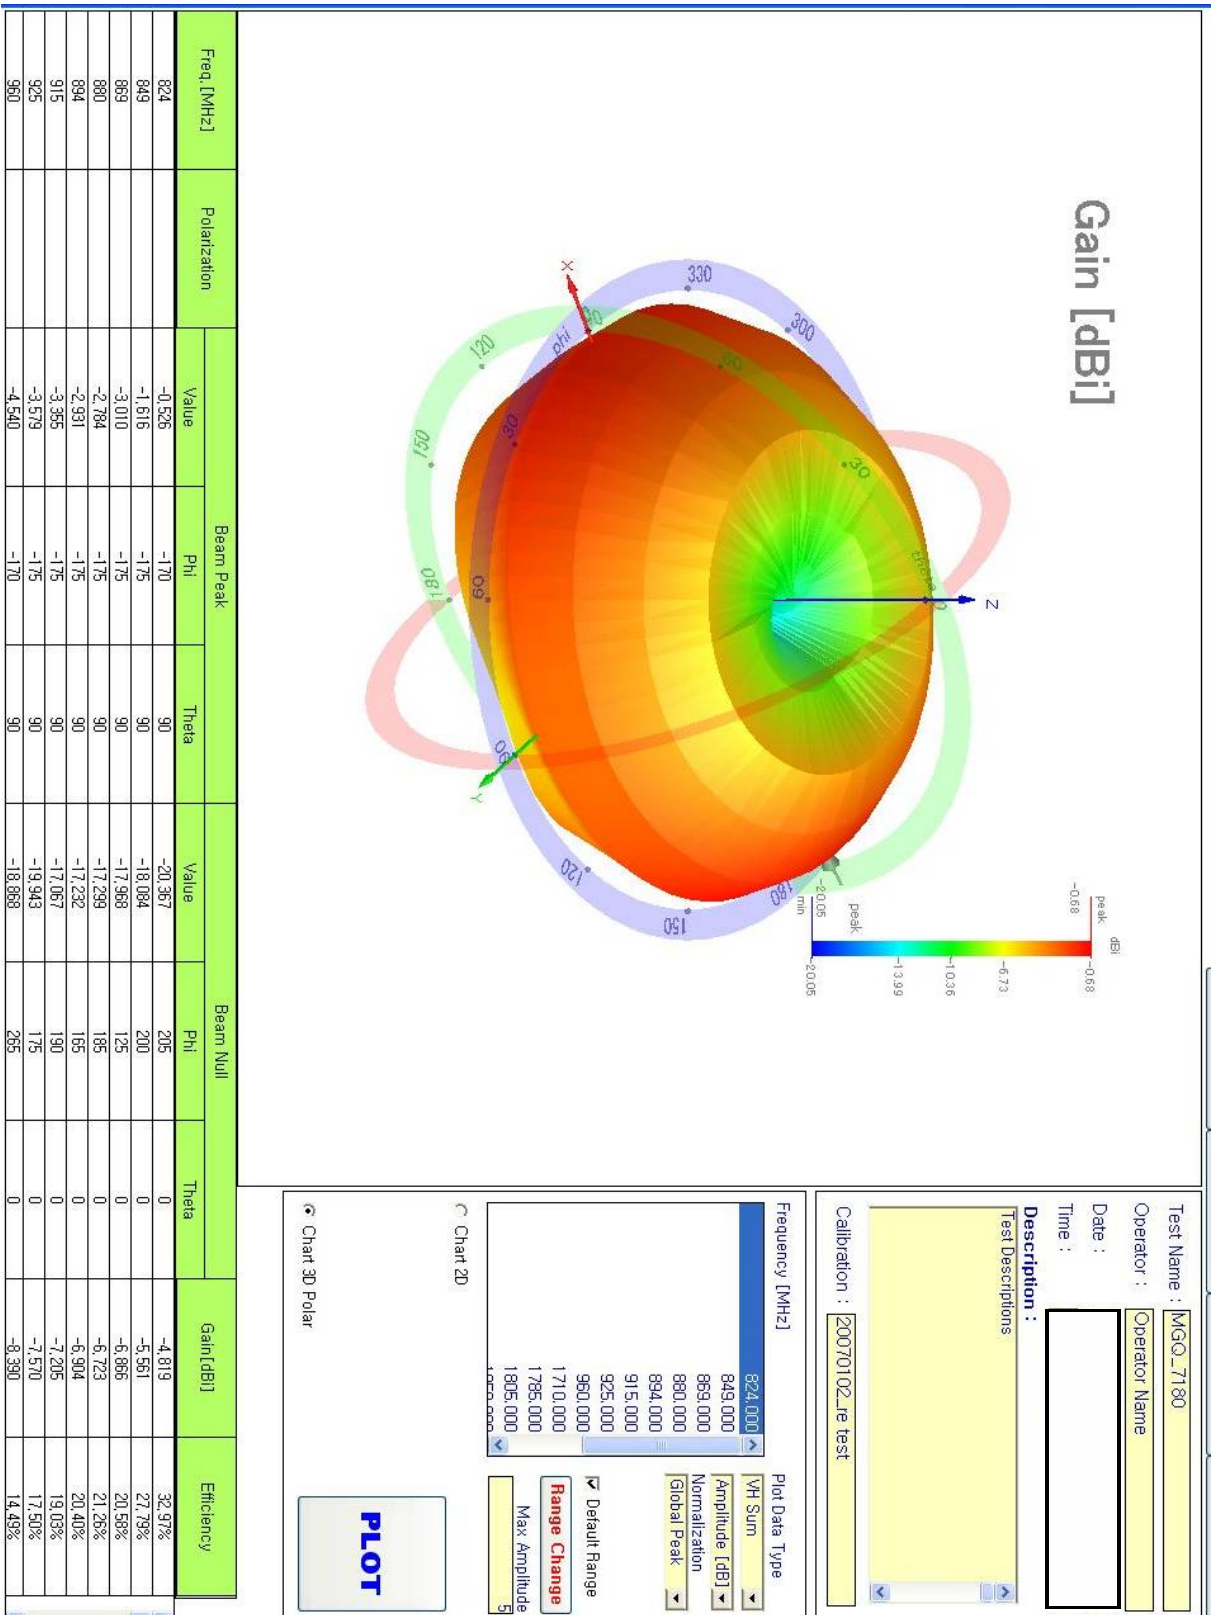 Gain [dBi]
Z
X
Y
theta
phi
0
30
60
90
120
150
180
30
60
90
120
150
180
300
330
peak
-0.68
dBi
-0.68
-6.73
-10.36
-13.99
-20.05
peak
-20.05
min
Test Name : MGQ_7180
Operator : Operator Name
Date :
Time :
Description :
Test Descriptions
Calibration : 20070102_re test
Frequency [MHz]
824.000
849.000
869.000
880.000
894.000
915.000
925.000
960.000
1710.000
1785.000
1805.000
Plot Data Type
VH Sum
Amplitude [dB]
Normalization
Global Peak
Default Range
Range Change
Max Amplitude
5
Chart 2D
Chart 3D Polar
PLOT
Freq. [MHz] Polarization Beam Peak Beam Null Gain[dBi] Efficiency
Value Phi Theta Value Phi Theta
824 -0,526 -170 90 -20,367 205 0 -4,819 32,97%
849 -1,616 -175 90 -18,084 200 0 -5,561 27,79%
869 -3,010 -175 90 -17,968 125 0 -6,866 20,58%
880 -2,784 -175 90 -17,299 185 0 -6,723 21,26%
894 -2,931 -175 90 -17,232 165 0 -6,904 20,40%
915 -3,355 -175 90 -17,067 190 0 -7,205 19,03%
925 -3,579 -175 90 -19,943 175 0 -7,570 17,50%
960 -4,540 -170 90 -18,868 265 0 -8,390 14,49%